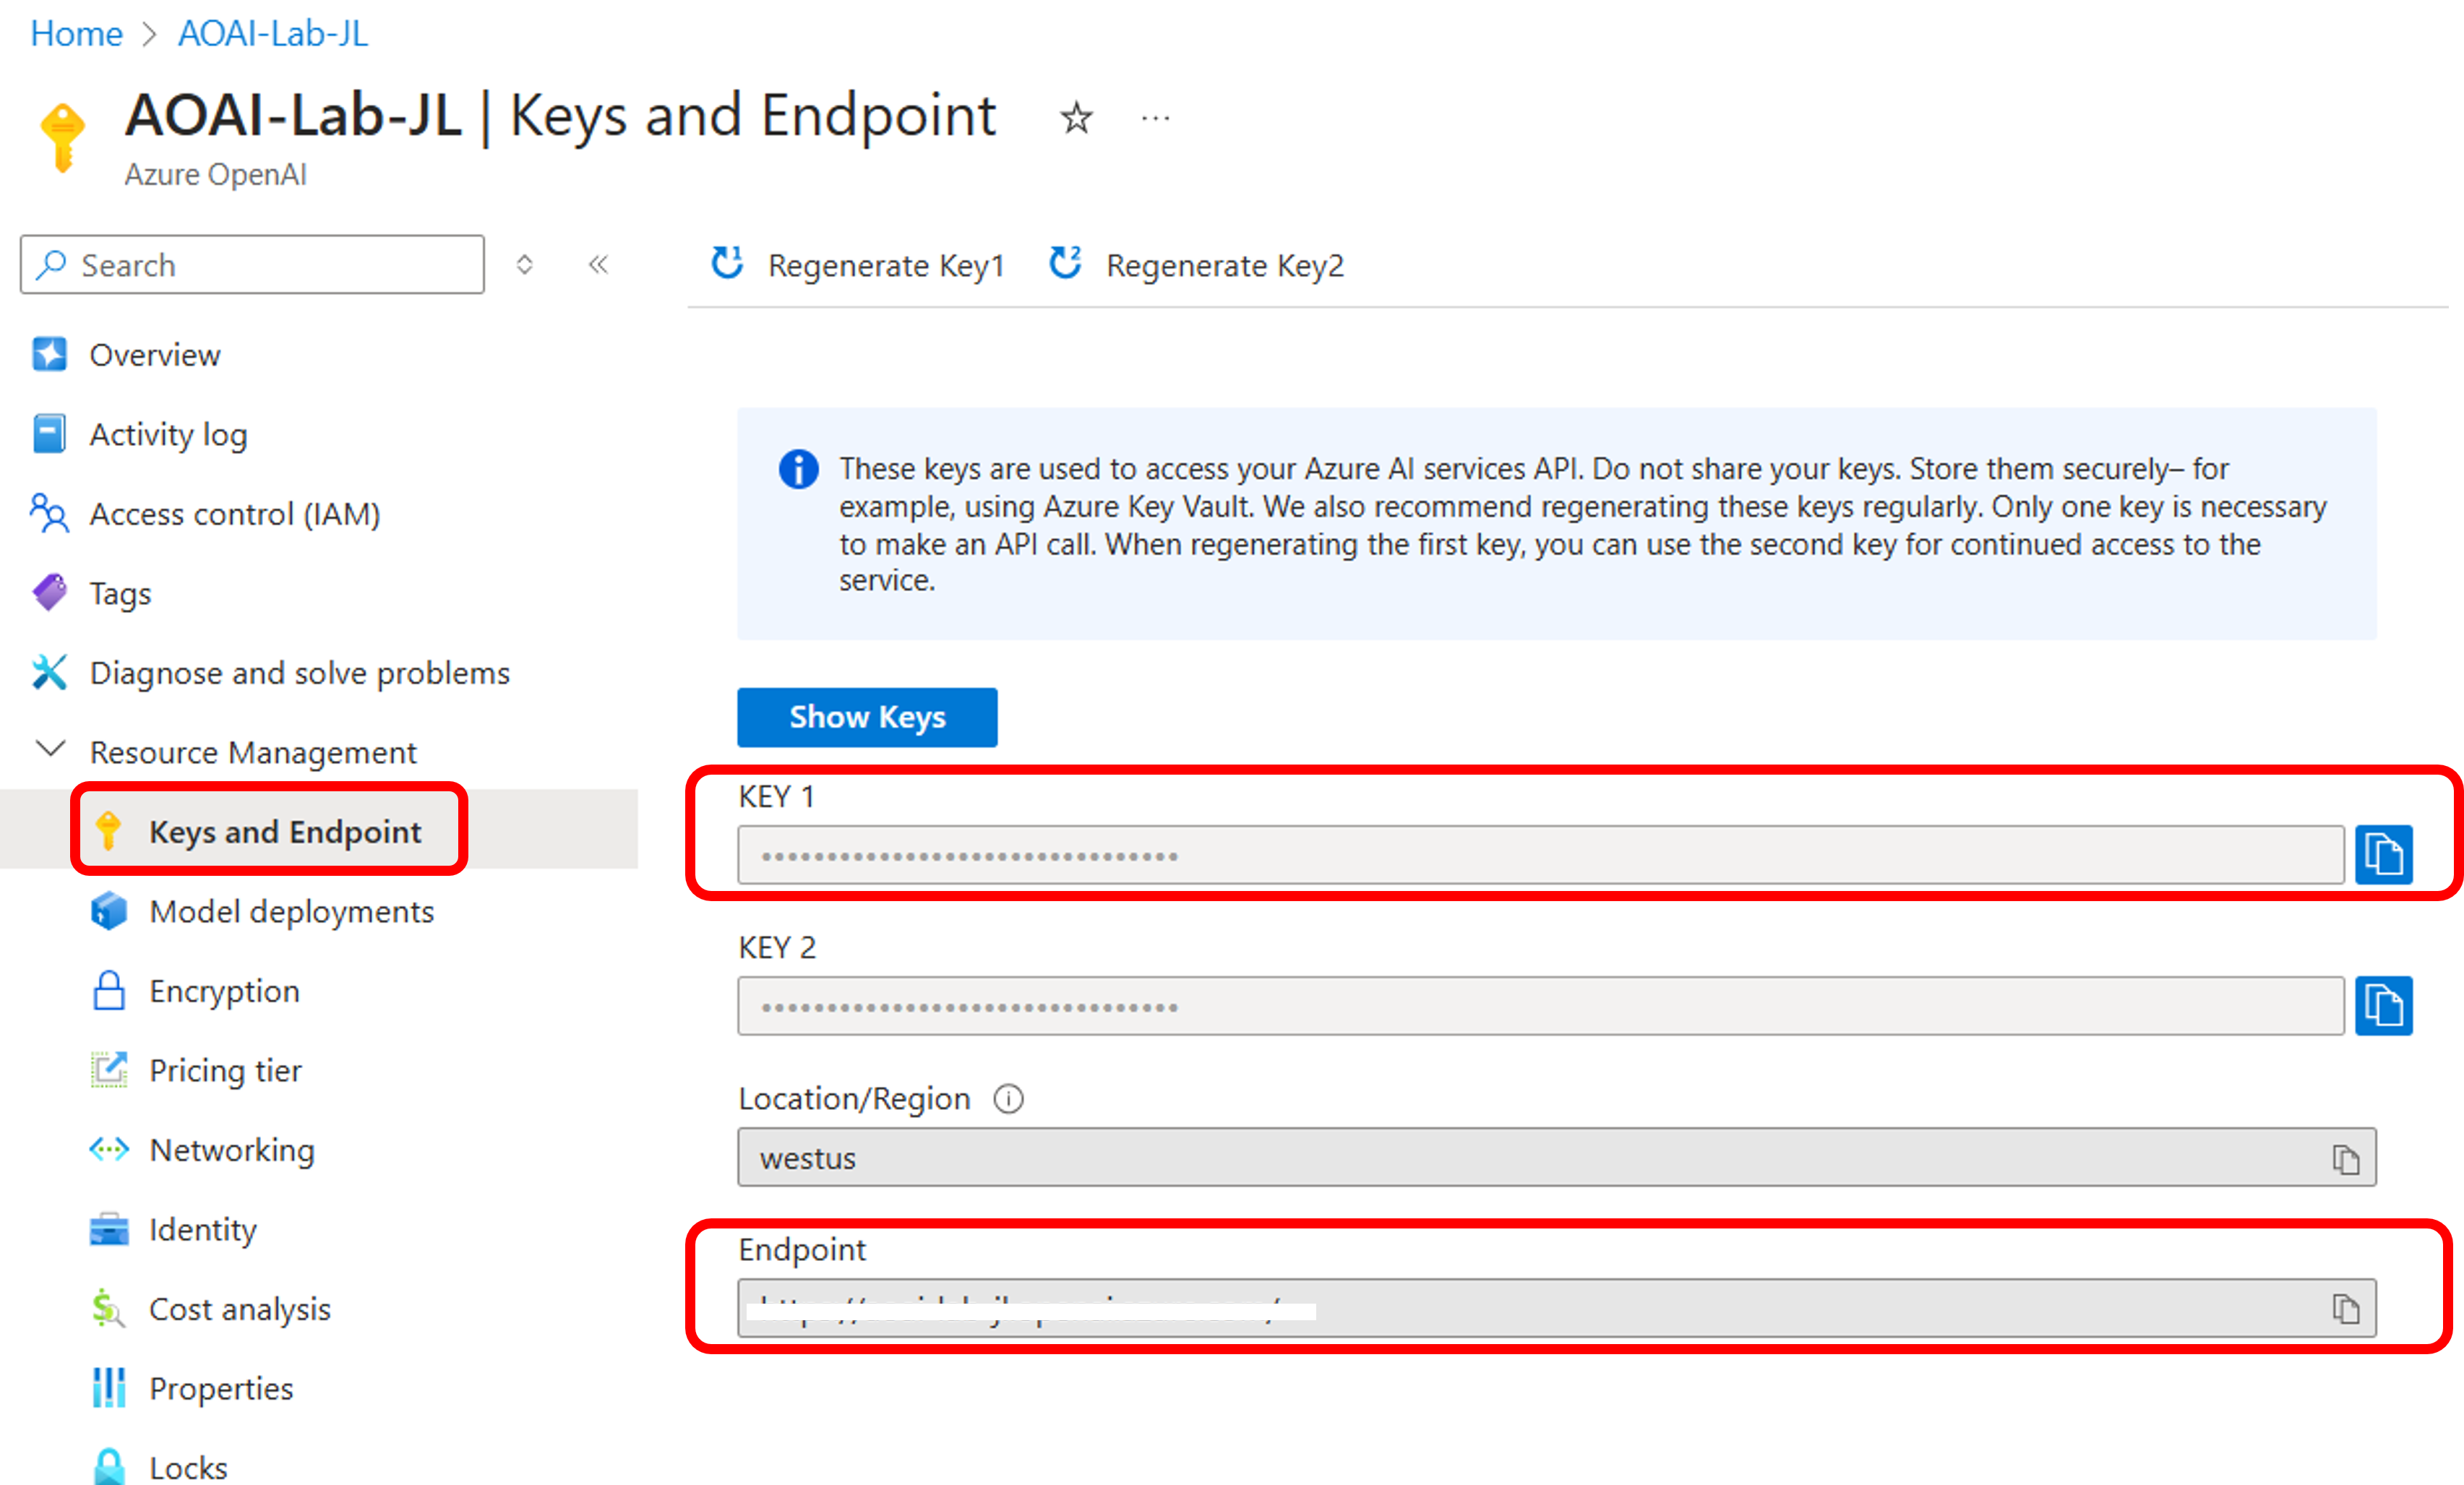 Home > AOAI-Lab-JL
AOAI-Lab-JL | Keys and Endpoint
Azure OpenAI
Search
Regenerate Key1
Regenerate Key2
Overview
Activity log
Access control (IAM)
Tags
Diagnose and solve problems
Resource Management
Keys and Endpoint
Model deployments
Encryption
Pricing tier
Networking
Identity
Cost analysis
Properties
Locks
These keys are used to access your Azure AI services API. Do not share your keys. Store them securely– for
example, using Azure Key Vault. We also recommend regenerating these keys regularly. Only one key is necessary
to make an API call. When regenerating the first key, you can use the second key for continued access to the
service.
Show Keys
KEY 1
••••••••••••••••••••••••••••••••
KEY 2
••••••••••••••••••••••••••••••••
Location/Region
westus
Endpoint